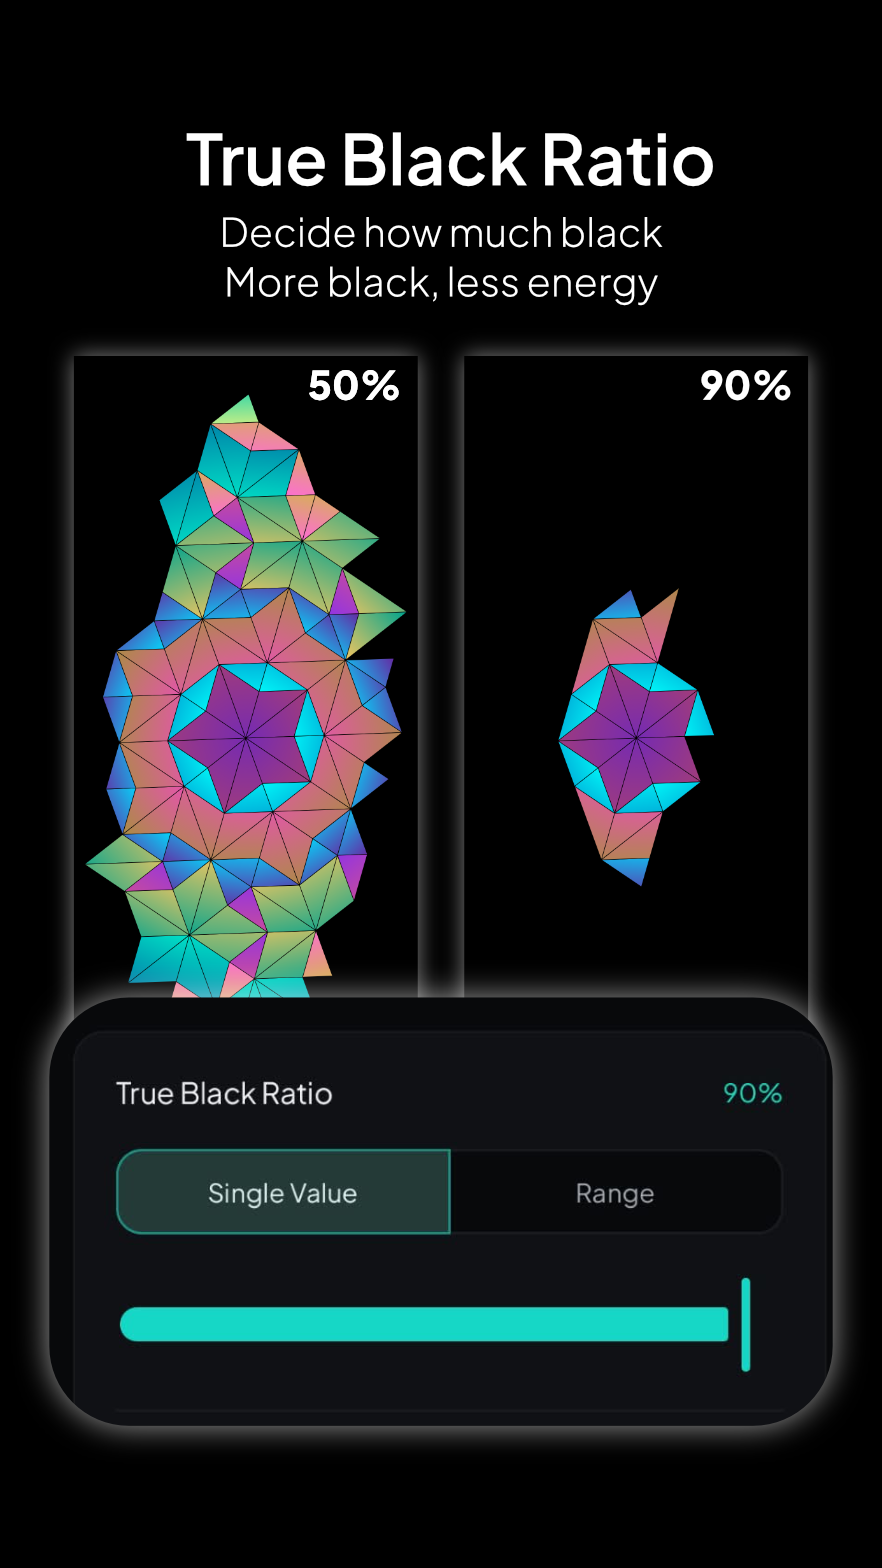 True Black Ratio
Decide how much black
More black, less energy
50%
90%
True Black Ratio
90%
Single Value
Range